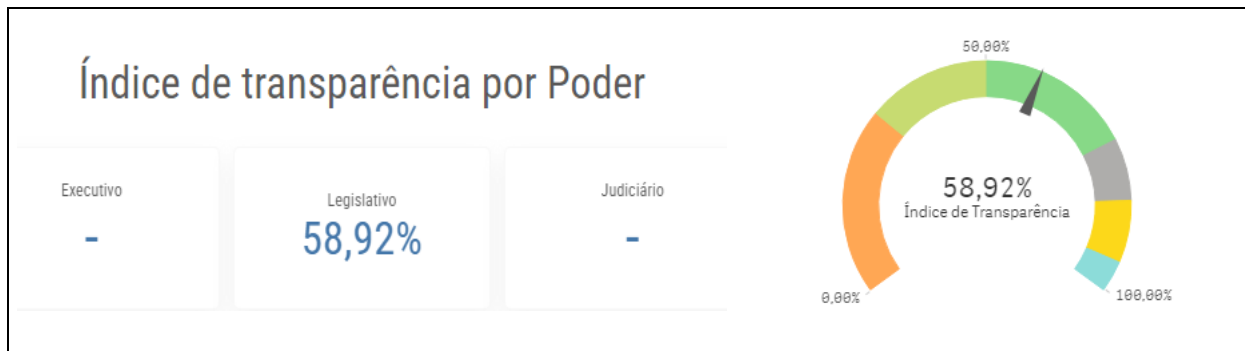 Índice de transparência por Poder
Executivo
-
Legislativo
58,92%
Judiciário
-
50,00%
58,92%
Índice de Transparência
0,00%
100,00%